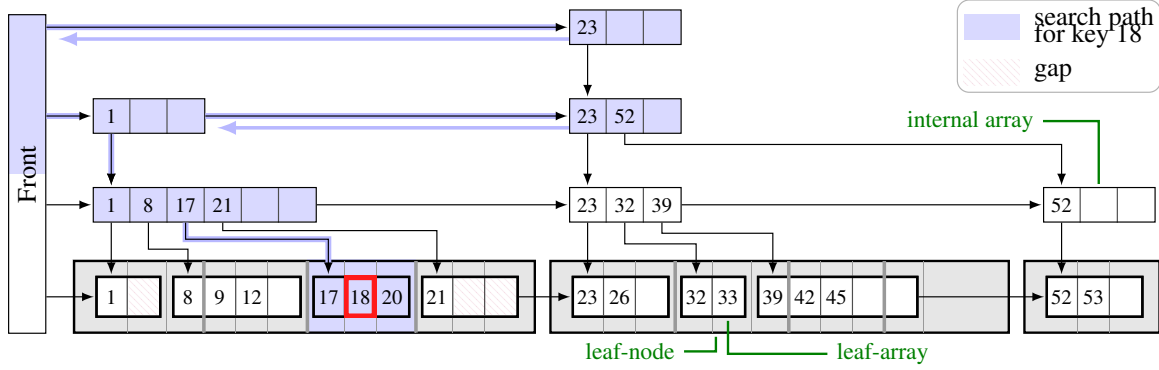 23
search path
for key 18
gap
1
23 52
internal array
Front
1 8 17 21
23 32 39
52
1
8 9 12
17 18 20
21
23 26
32 33
39 42 45
52 53
leaf-node
leaf-array